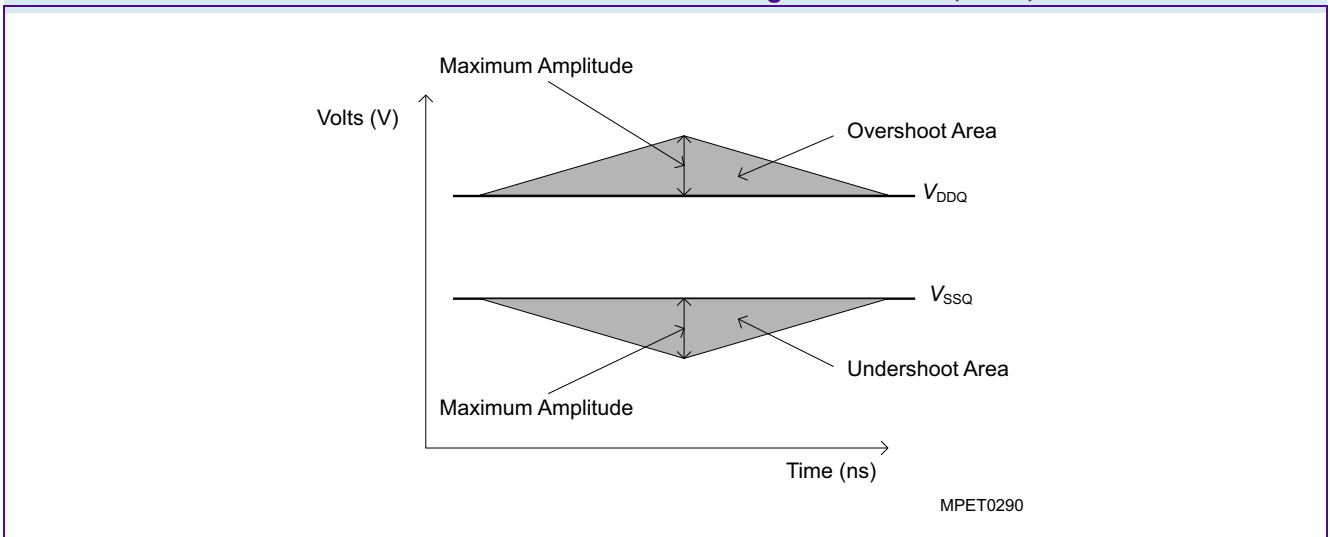 Maximum Amplitude
Volts (V)
Overshoot Area
VDDQ
VSSQ
Undershoot Area
Maximum Amplitude
Time (ns)
MPET0290